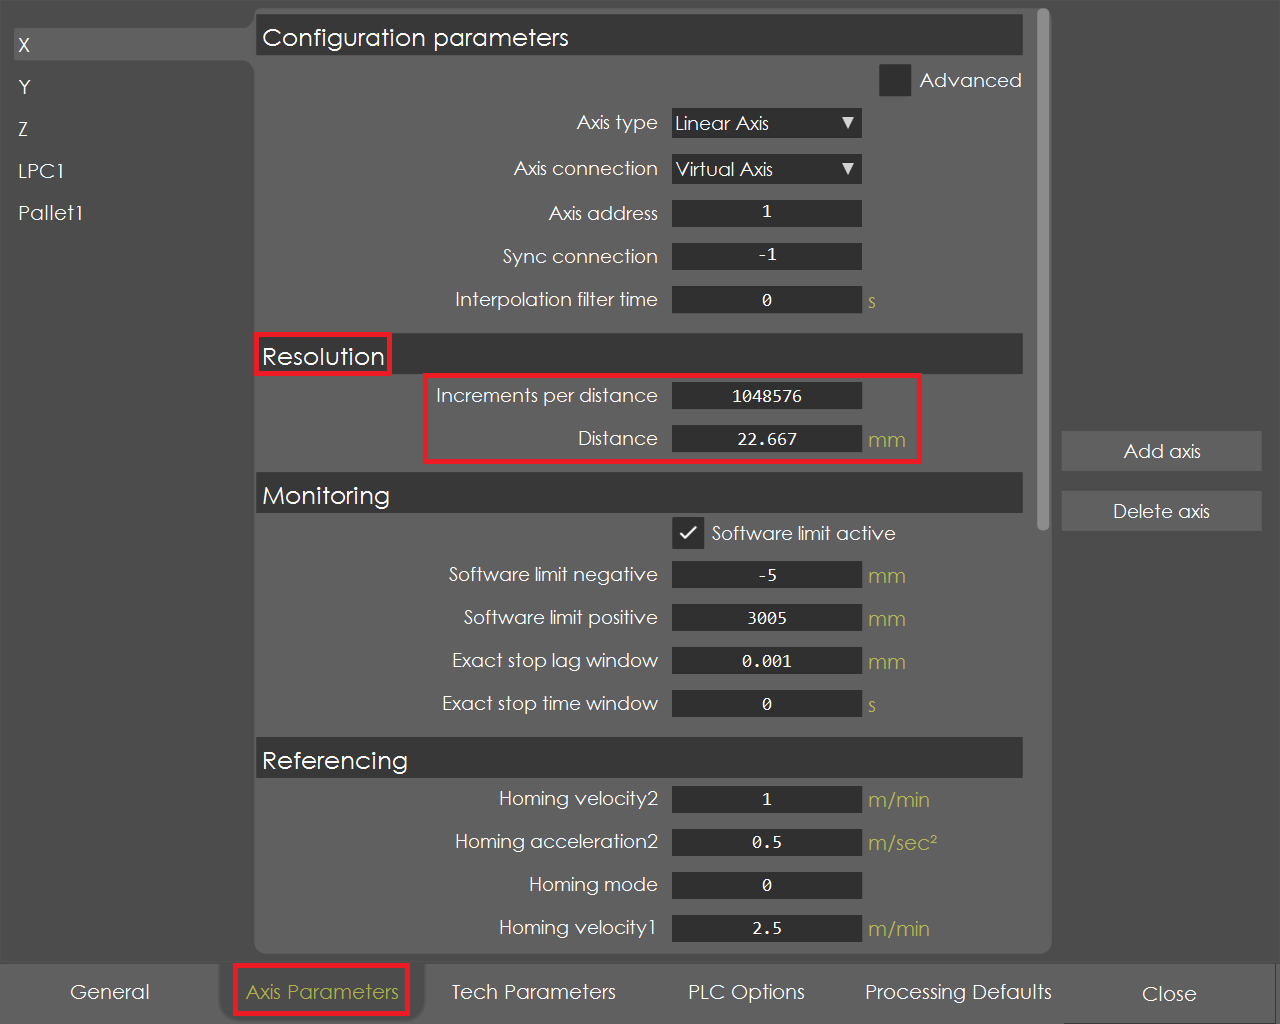 X
Y
Z
LPC1
Pallet1
Configuration parameters
Advanced
Axis type Linear Axis
Axis connection Virtual Axis
Axis address 1
Sync connection -1
Interpolation filter time 0 s
Resolution
Increments per distance 1048576
Distance 22.667 mm
Monitoring
Software limit active
Software limit negative -5 mm
Software limit positive 3005 mm
Exact stop lag window 0.001 mm
Exact stop time window 0 s
Referencing
Homing velocity2 1 m/min
Homing acceleration2 0.5 m/sec²
Homing mode 0
Homing velocity1 2.5 m/min
Add axis
Delete axis
General Axis Parameters Tech Parameters PLC Options Processing Defaults Close